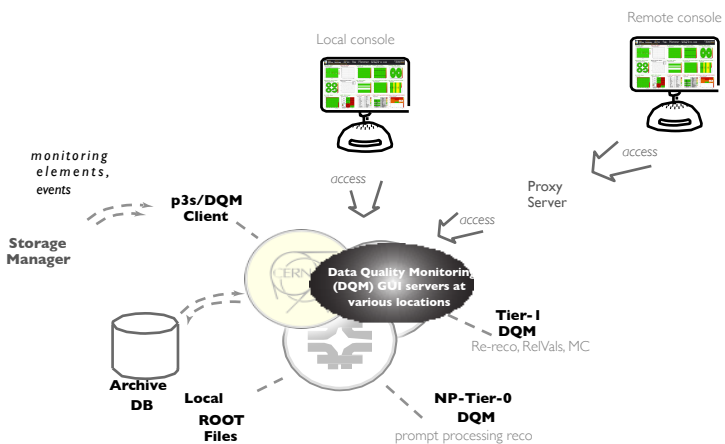 Remote console
Local console
monitoring
elements,
events
access
access
p3s/DQM
Client
Proxy
Server
access
Storage
Manager
CERN
Data Quality Monitoring
(DQM) GUI servers at
various locations
Tier-1
DQM
Re-reco, RelVals, MC
Archive
DB
Local
ROOT
Files
NP-Tier-0
DQM
prompt processing reco